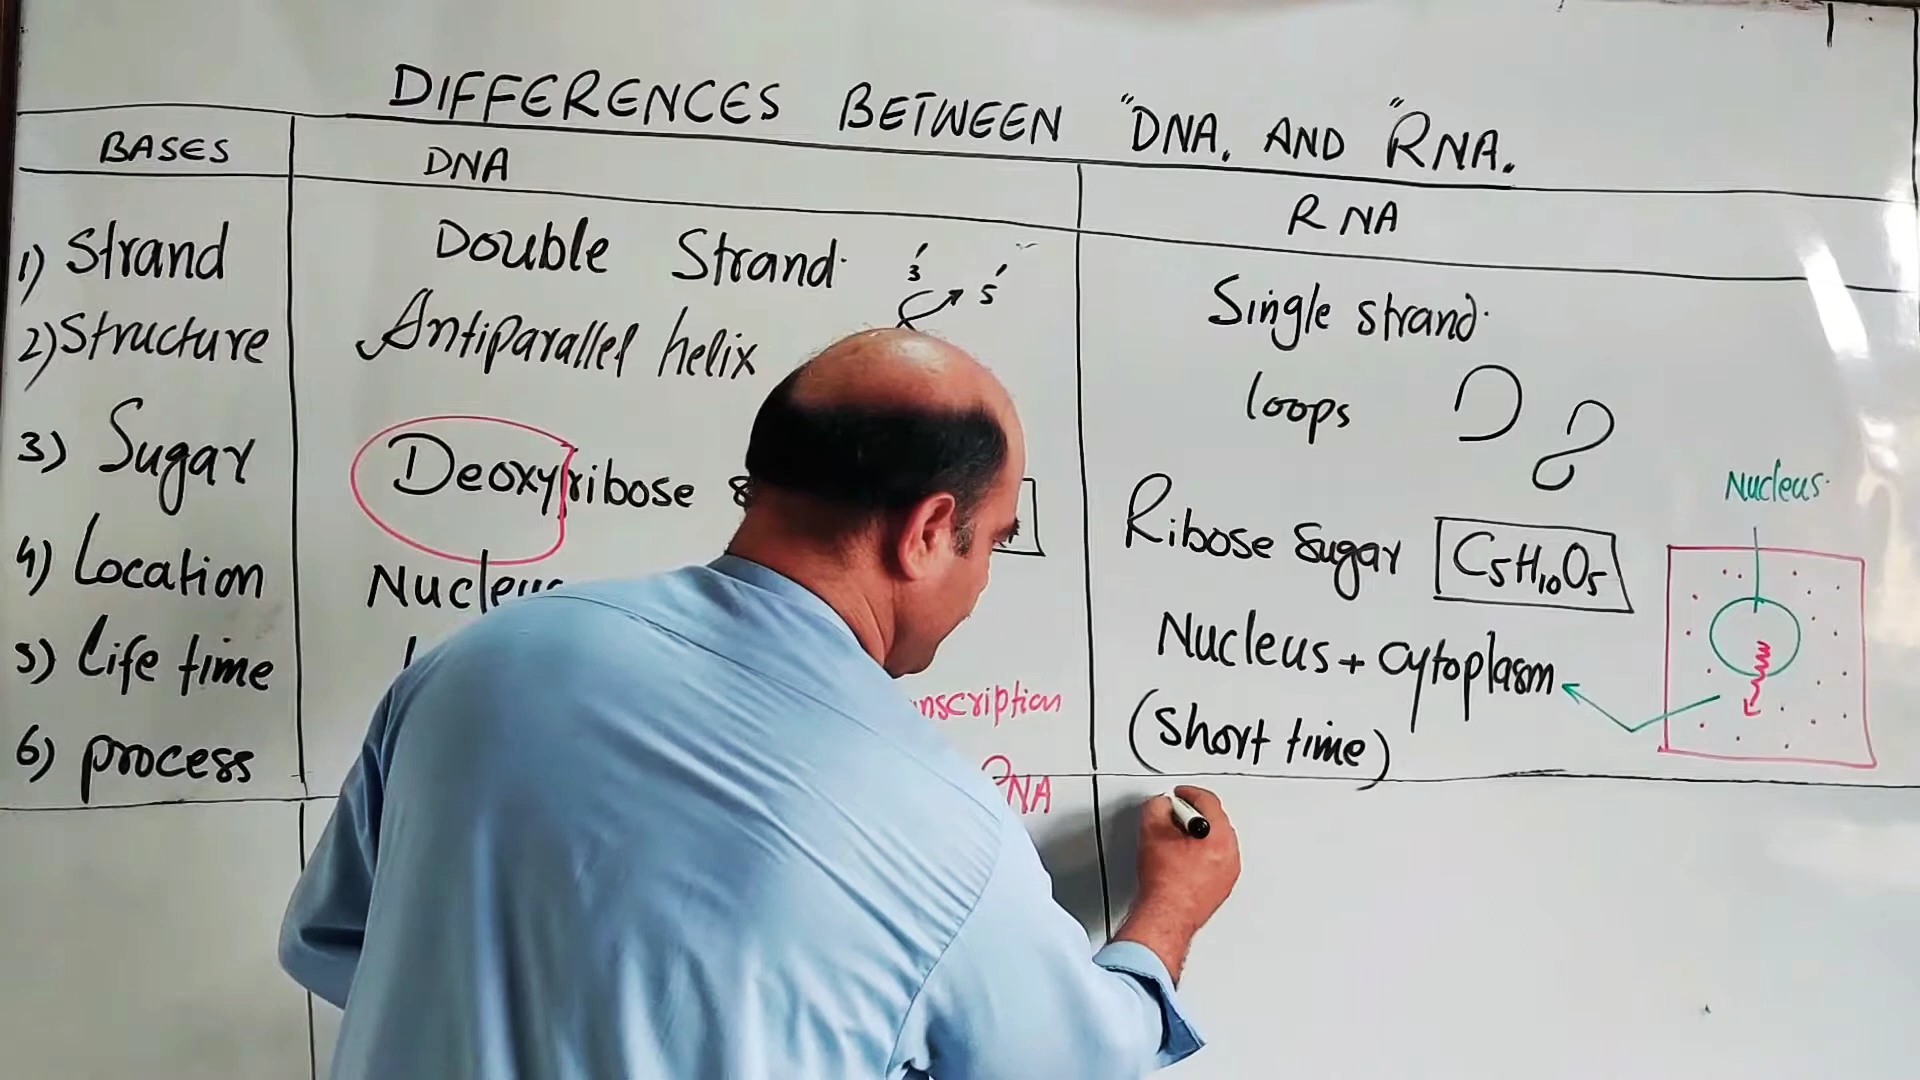 DIFFERENCES BETWEEN "DNA, AND "RNA.
BASES DNA RNA
1) Strand Double Strand. 3' 5' Single strand.
2) Structure Antiparallel helix loops
3) Sugar Deoxyribose Ribose Sugar C5H10O5
Nucleus.
4) Location Nucleus Nucleus + Cytoplasm
5) Life time (Short time)
nscription
6) process RNA